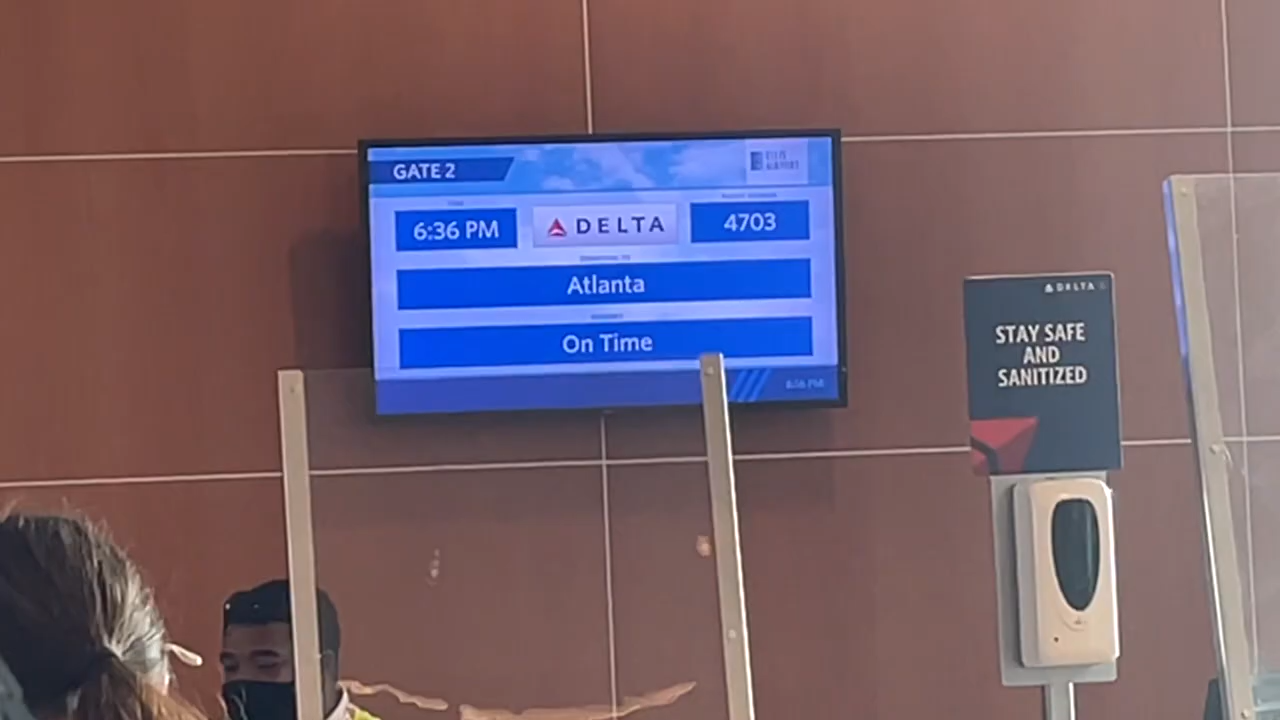 GATE 2
6:36 PM
DELTA
4703
Atlanta
On Time
DELTA
STAY SAFE
AND
SANITIZED